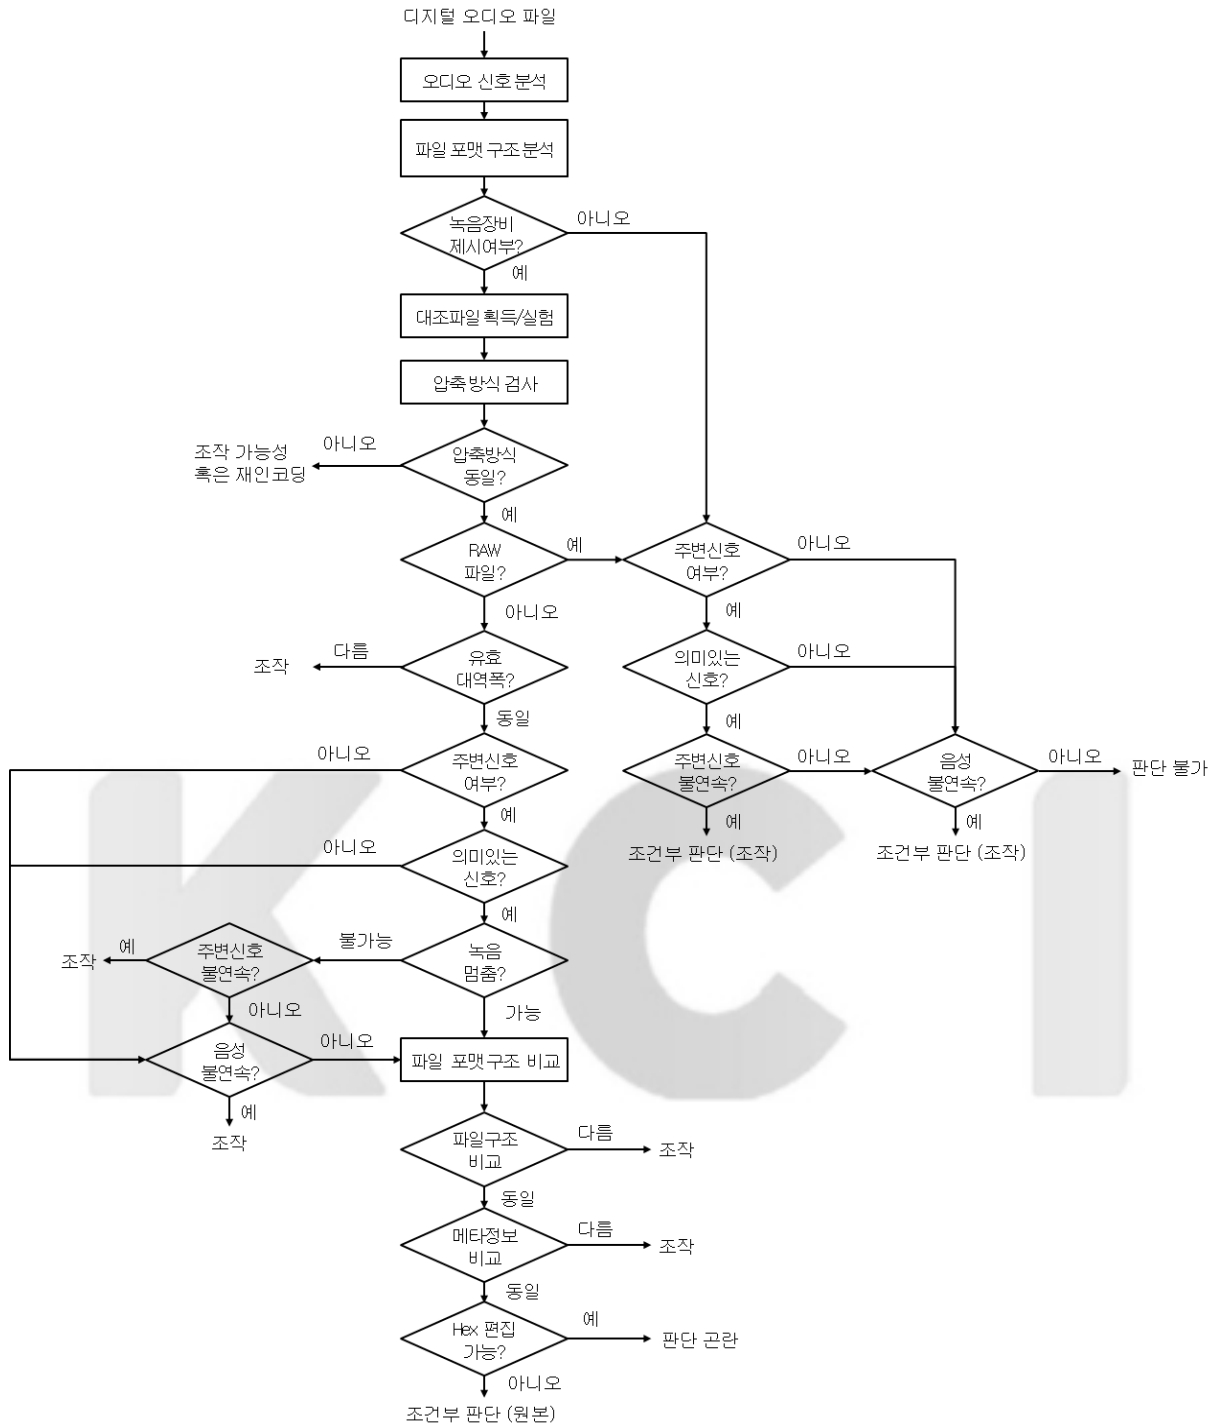 디지털 오디오 파일
오디오 신호 분석
파일 포맷 구조 분석
녹음장비
제시여부?
아니오
예
대조파일 획득/실험
압축방식 검사
압축방식
동일?
아니오
조작 가능성
혹은 재인코딩
예
RAW
파일?
예
주변신호
여부?
아니오
아니오
예
유효
대역폭?
다름
조작
의미있는
신호?
아니오
동일
예
주변신호
여부?
아니오
주변신호
불연속?
아니오
음성
불연속?
아니오
판단 불가
예
예
예
조건부 판단 (조작)
조건부 판단 (조작)
의미있는
신호?
아니오
예
녹음
멈춤?
불가능
주변신호
불연속?
예
조작
아니오
가능
음성
불연속?
아니오
파일 포맷 구조 비교
예
조작
파일구조
비교
다름
조작
동일
메타정보
비교
다름
조작
동일
Hex 편집
가능?
예
판단 곤란
아니오
조건부 판단 (원본)
KCI